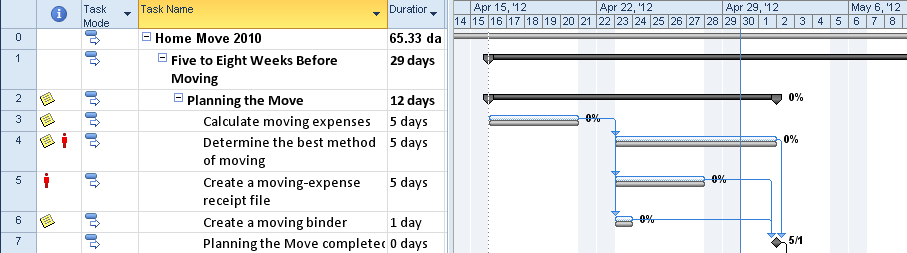 Task Mode Task Name Duration Apr 15, '12 Apr 22, '12 Apr 29, '12 May 6, '12
14 15 16 17 18 19 20 21 22 23 24 25 26 27 28 29 30 1 2 3 4 5 6 7 8
0 Home Move 2010 65.33 da
1 Five to Eight Weeks Before 29 days
Moving
2 Planning the Move 12 days 0%
3 Calculate moving expenses 5 days 0%
4 Determine the best method 5 days 0%
of moving
5 Create a moving-expense 5 days 0%
receipt file
6 Create a moving binder 1 day 0%
7 Planning the Move completed 0 days 5/1